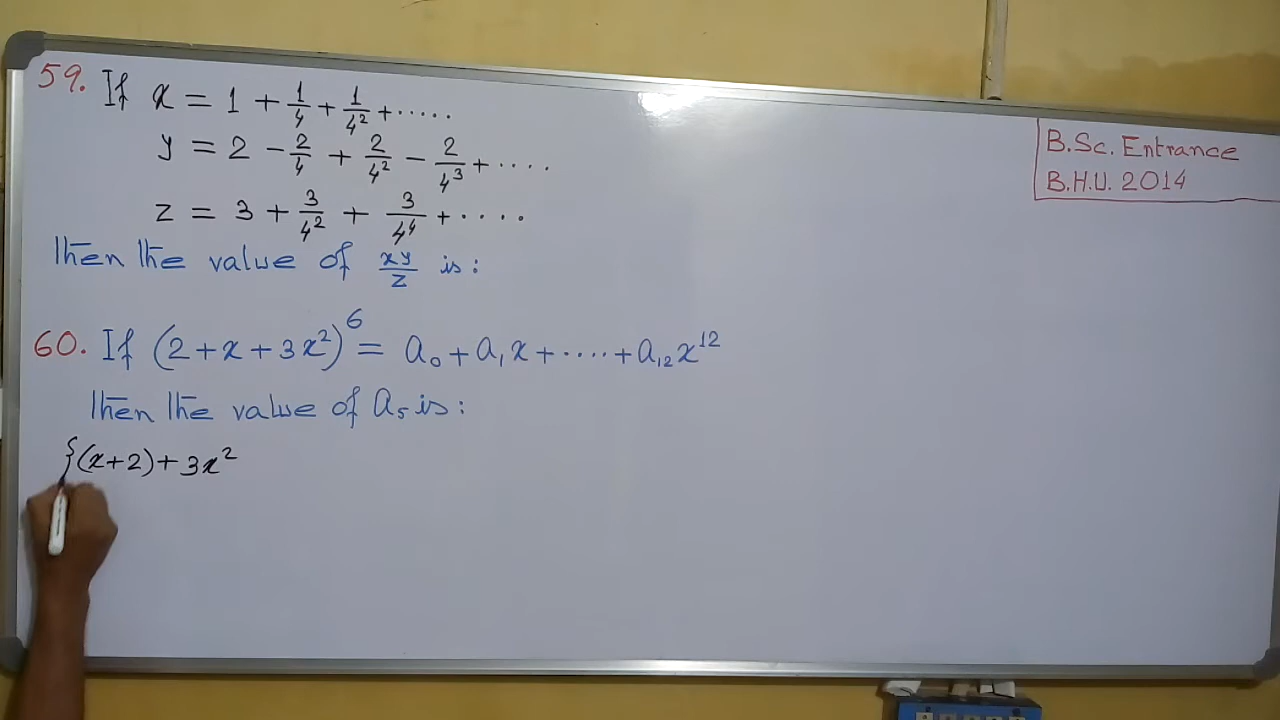 59. If x = 1 + 1/4 + 1/4² + .....
y = 2 - 2/4 + 2/4² - 2/4³ + ....
z = 3 + 3/4² + 3/4⁴ + ....
Then the value of xy/z is:
B.Sc. Entrance
B.H.U. 2014
60. If (2+x+3x²)⁶ = a₀ + a₁x + ..... + a₁₂x¹²
Then the value of a₅ is:
{(x+2)+3x²